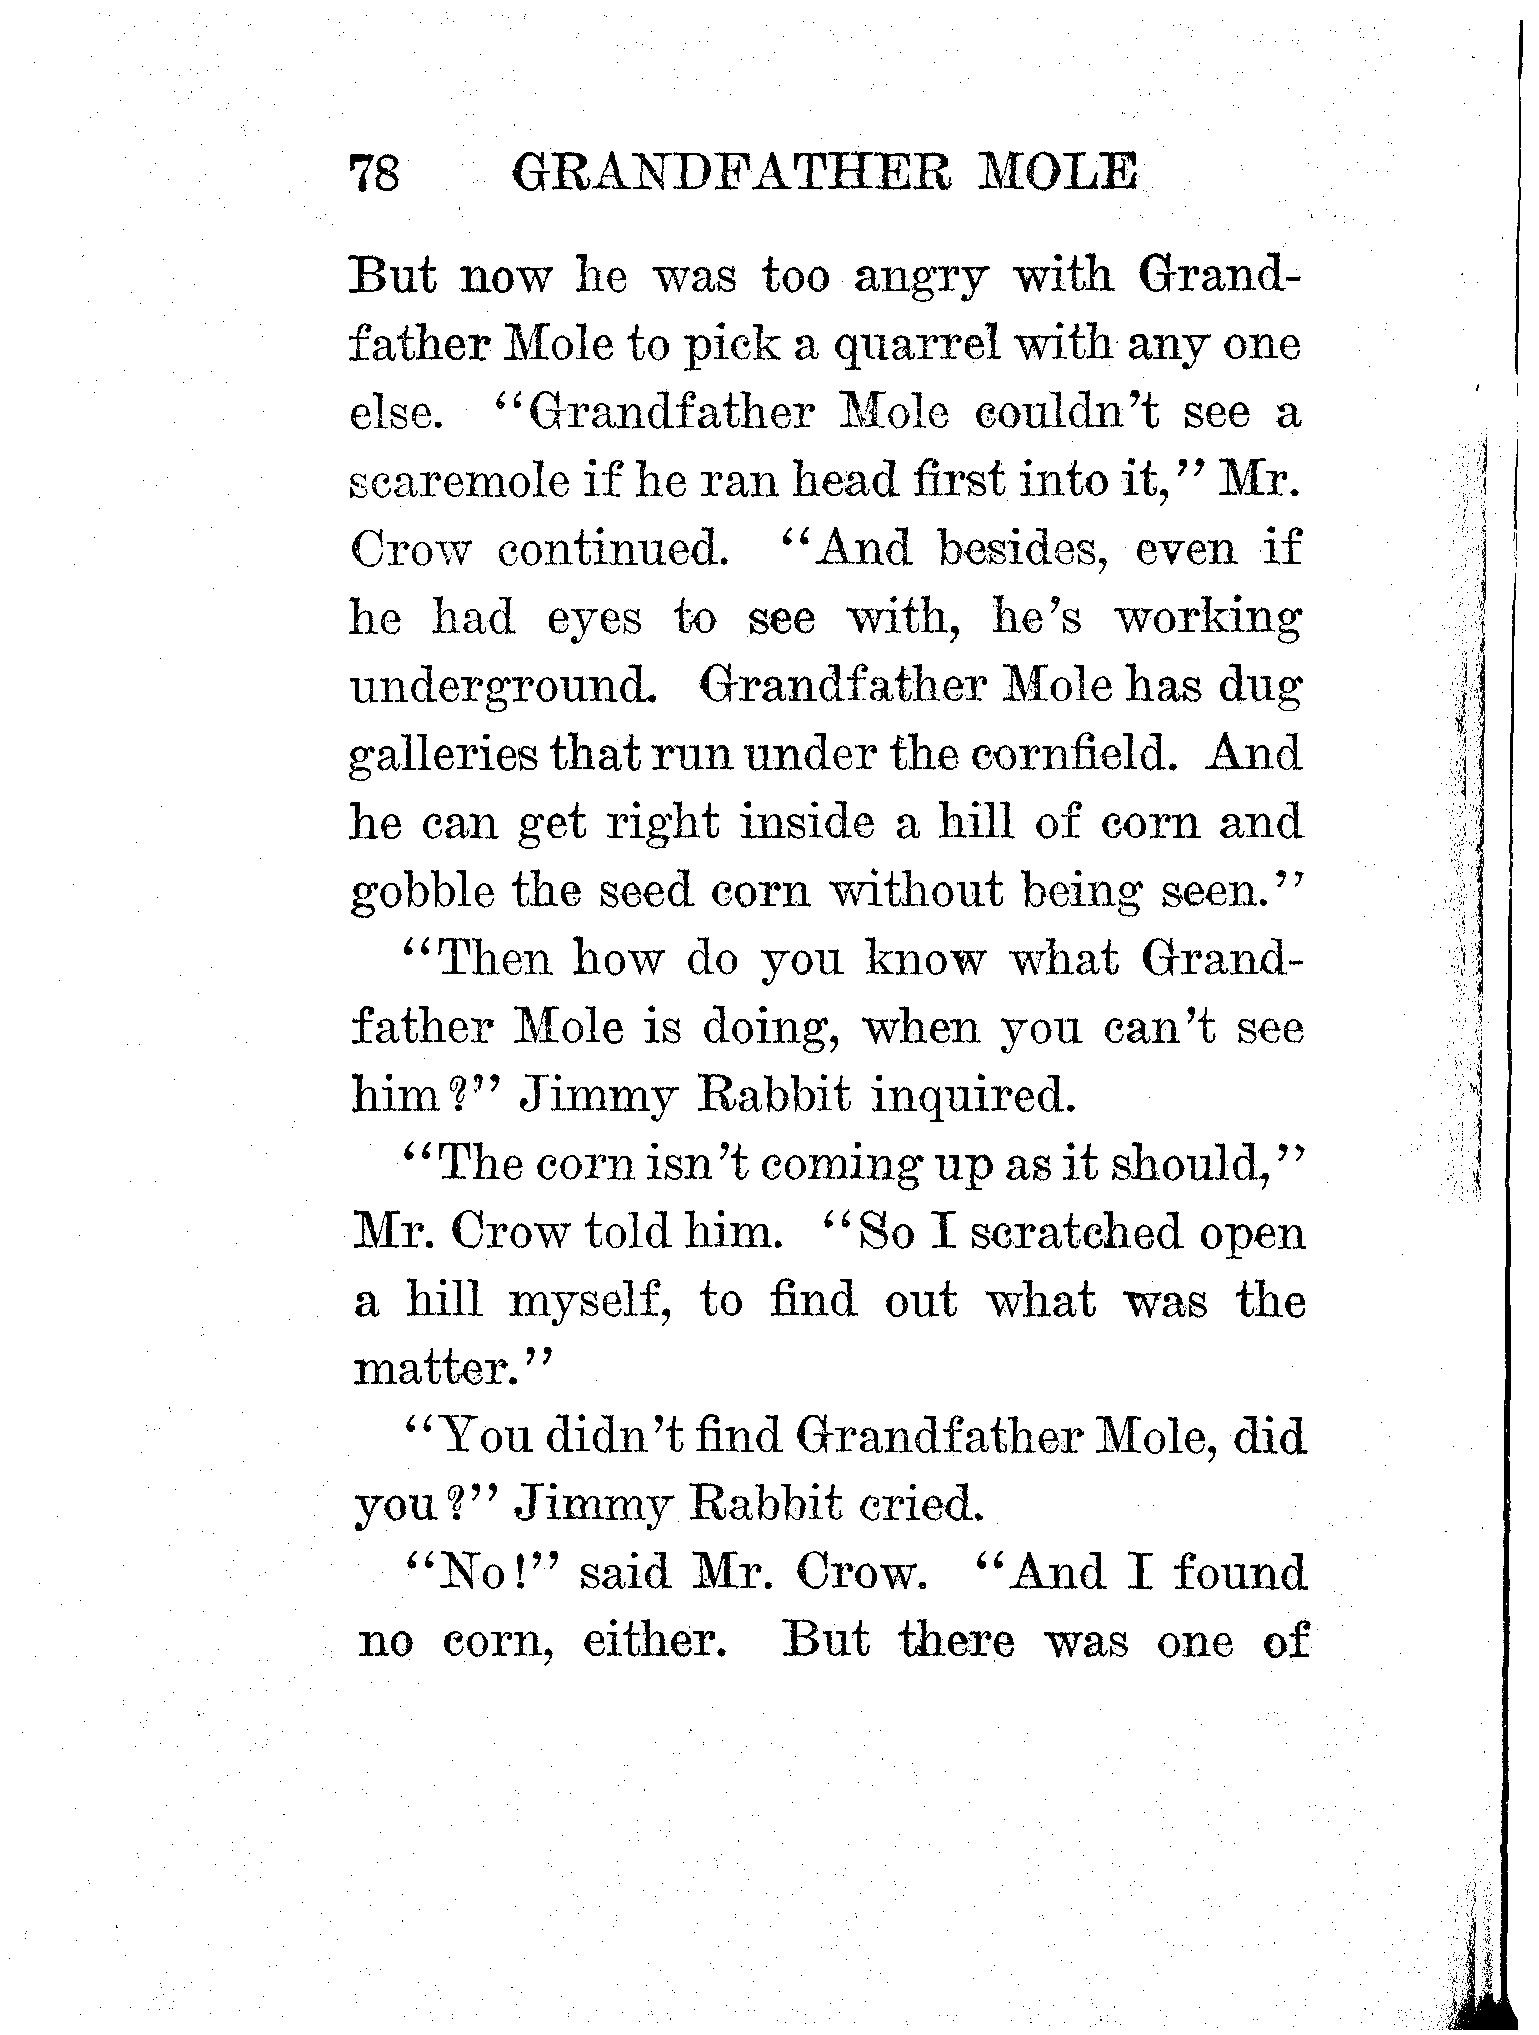 78 GRANDFATHER MOLE
But now he was too angry with Grand-
father Mole to pick a quarrel with any one
else. "Grandfather Mole couldn't see a
scaremole if he ran head first into it," Mr.
Crow continued. "And besides, even if
he had eyes to see with, he's working
underground. Grandfather Mole has dug
galleries that run under the cornfield. And
he can get right inside a hill of corn and
gobble the seed corn without being seen."
"Then how do you know what Grand-
father Mole is doing, when you can't see
him?" Jimmy Rabbit inquired.
"The corn isn't coming up as it should,"
Mr. Crow told him. "So I scratched open
a hill myself, to find out what was the
matter."
"You didn't find Grandfather Mole, did
you?" Jimmy Rabbit cried.
"No!" said Mr. Crow. "And I found
no corn, either. But there was one of